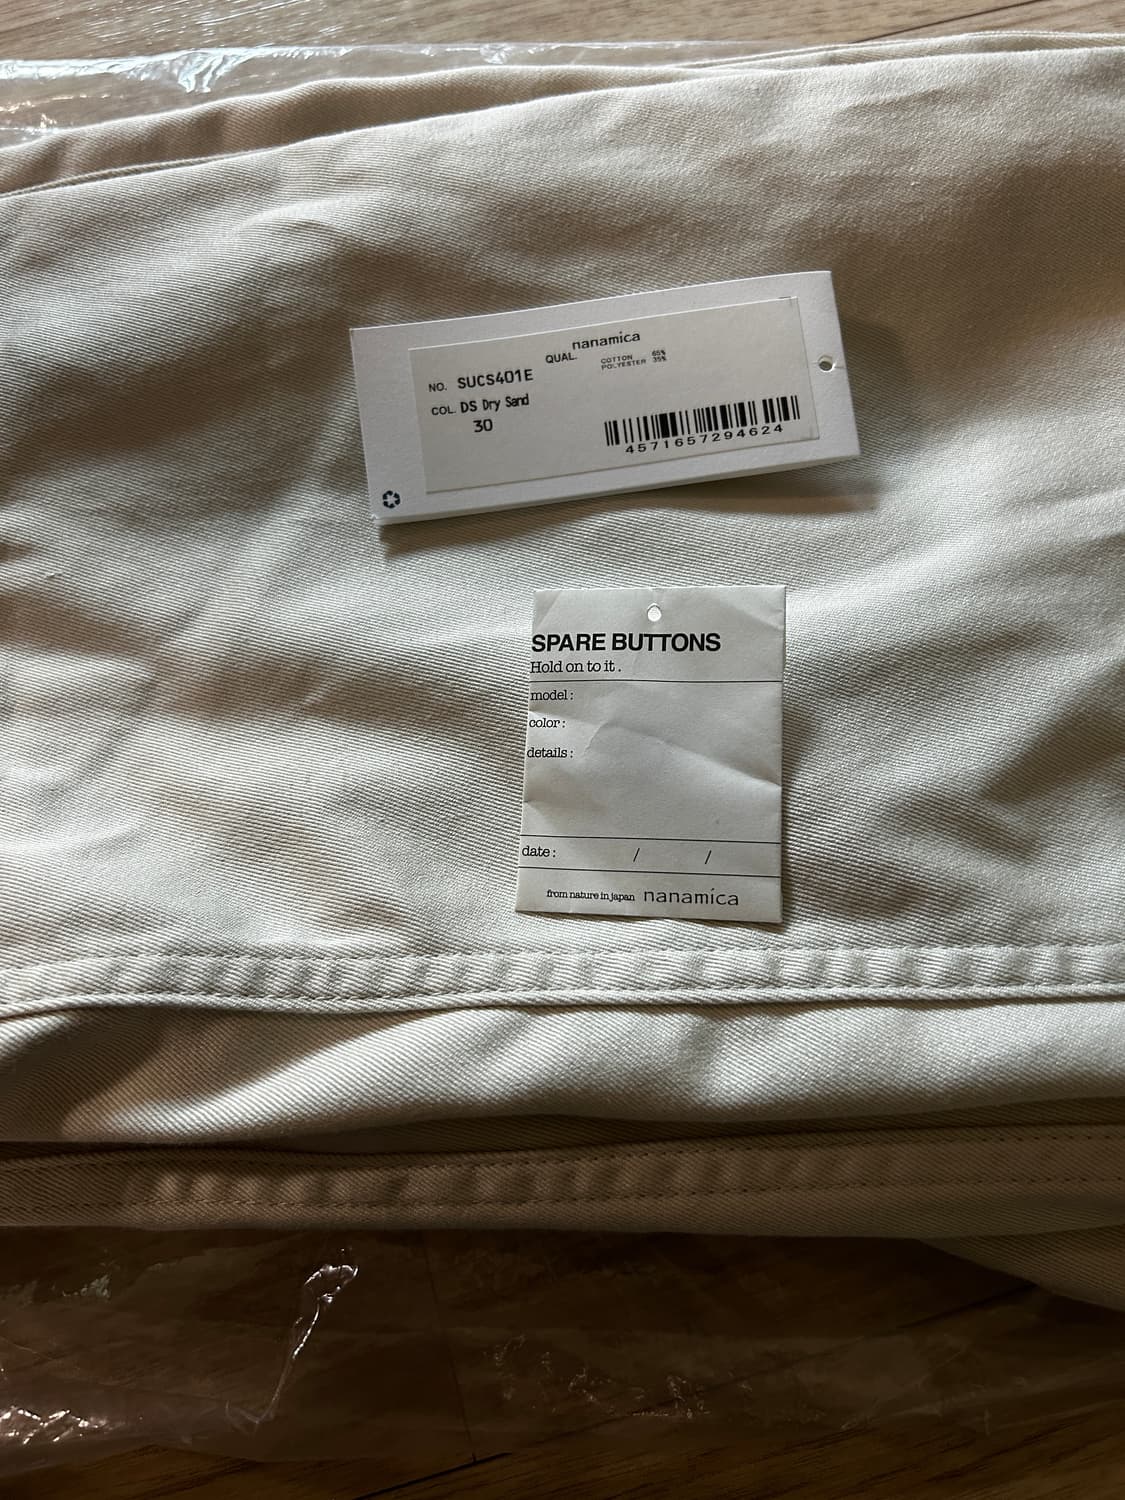 nanamica
QUAL. COTTON 65%
POLYESTER 35%
NO. SUCS401E
COL. DS Dry Sand
30
4571657294624
SPARE BUTTONS
Hold on to it .
model :
color :
details :
date : / /
from nature in japan nanamica